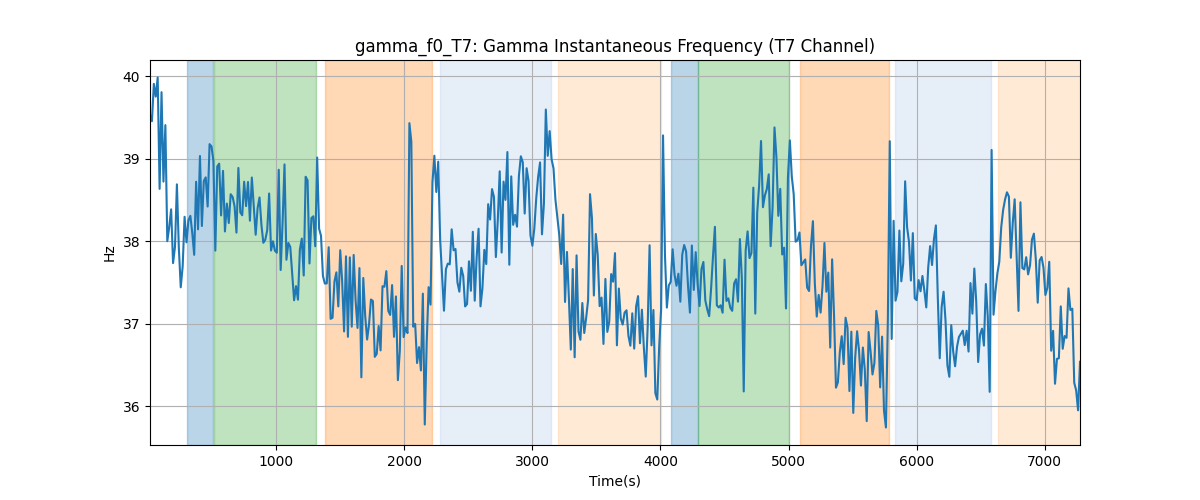 gamma_f0_T7: Gamma Instantaneous Frequency (T7 Channel)
40
39
38
37
36
Hz
1000 2000 3000 4000 5000 6000 7000
Time(s)